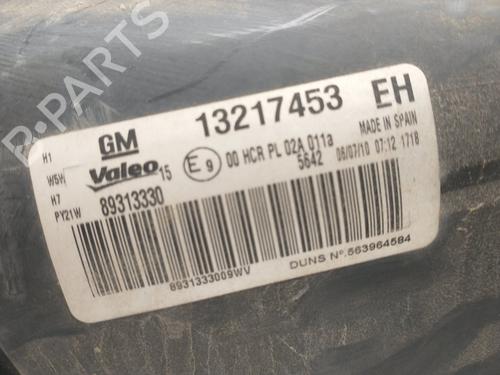 GM 13217453 EH
H1
W5W
H7
PY21W
Valeo 15 E9 00 HCR PL 02A 011a
MADE IN SPAIN
5642 06/07/10 07:12 1718
89313330
8931333009WV
DUNS Nº.563964584
B-PARTS